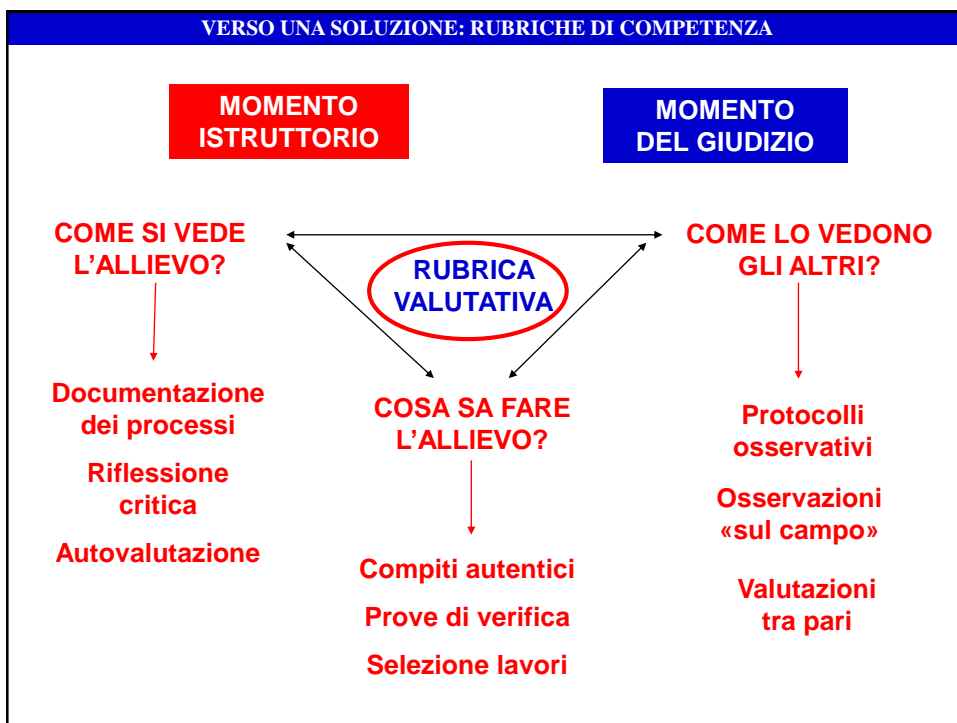 VERSO UNA SOLUZIONE: RUBRICHE DI COMPETENZA
MOMENTO
ISTRUTTORIO
MOMENTO
DEL GIUDIZIO
COME SI VEDE
L’ALLIEVO?
RUBRICA
VALUTATIVA
COME LO VEDONO
GLI ALTRI?
Documentazione
dei processi
Riflessione
critica
Autovalutazione
COSA SA FARE
L’ALLIEVO?
Compiti autentici
Prove di verifica
Selezione lavori
Protocolli
osservativi
Osservazioni
«sul campo»
Valutazioni
tra pari